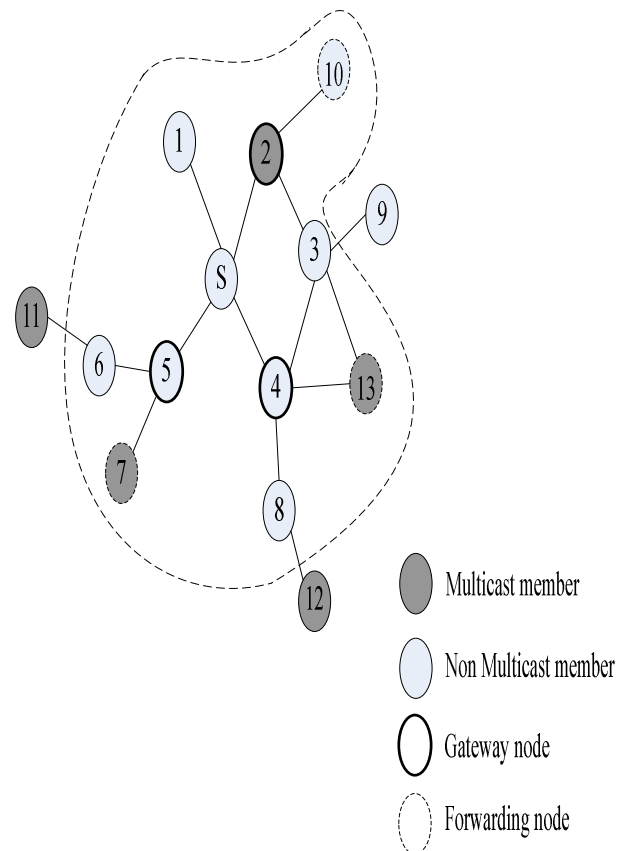 10
1
2
9
3
S
11
6
5
4
13
7
8
12
Multicast member
Non Multicast member
Gateway node
Forwarding node